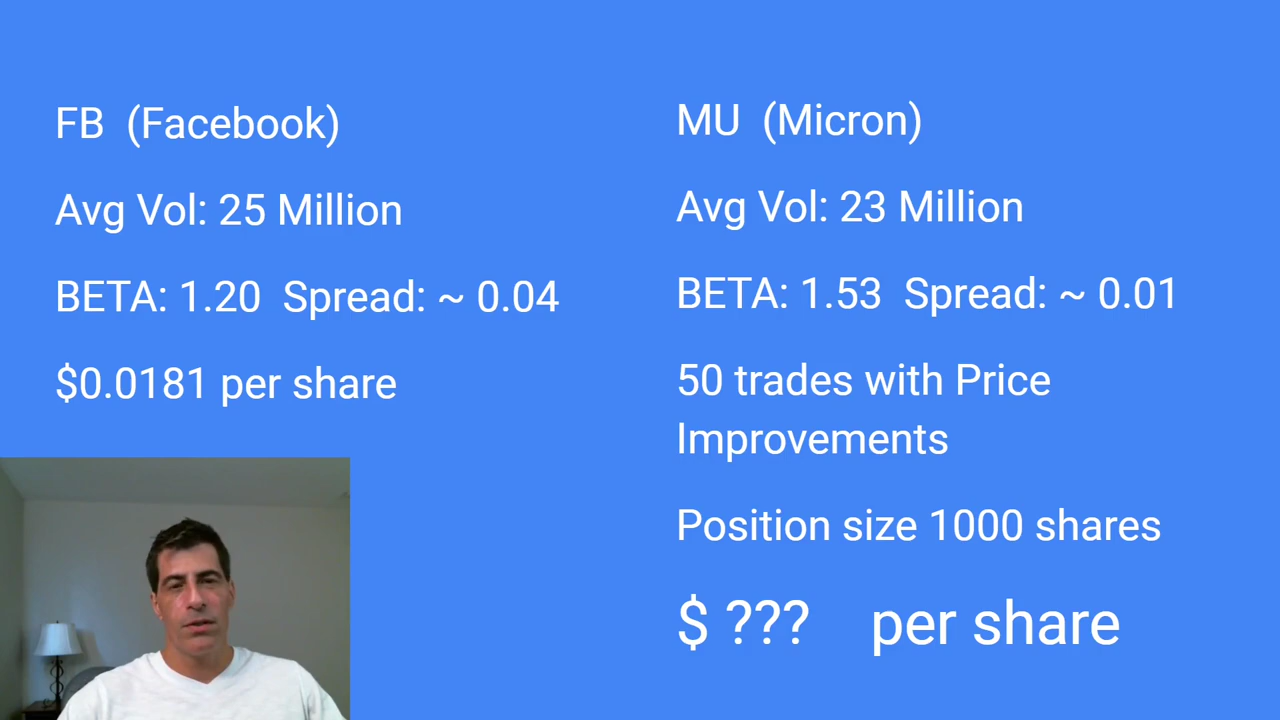 FB  (Facebook)
Avg Vol: 25 Million
BETA: 1.20  Spread: ~ 0.04
$0.0181 per share
MU  (Micron)
Avg Vol: 23 Million
BETA: 1.53  Spread: ~ 0.01
50 trades with Price
Improvements
Position size 1000 shares
$ ???    per share